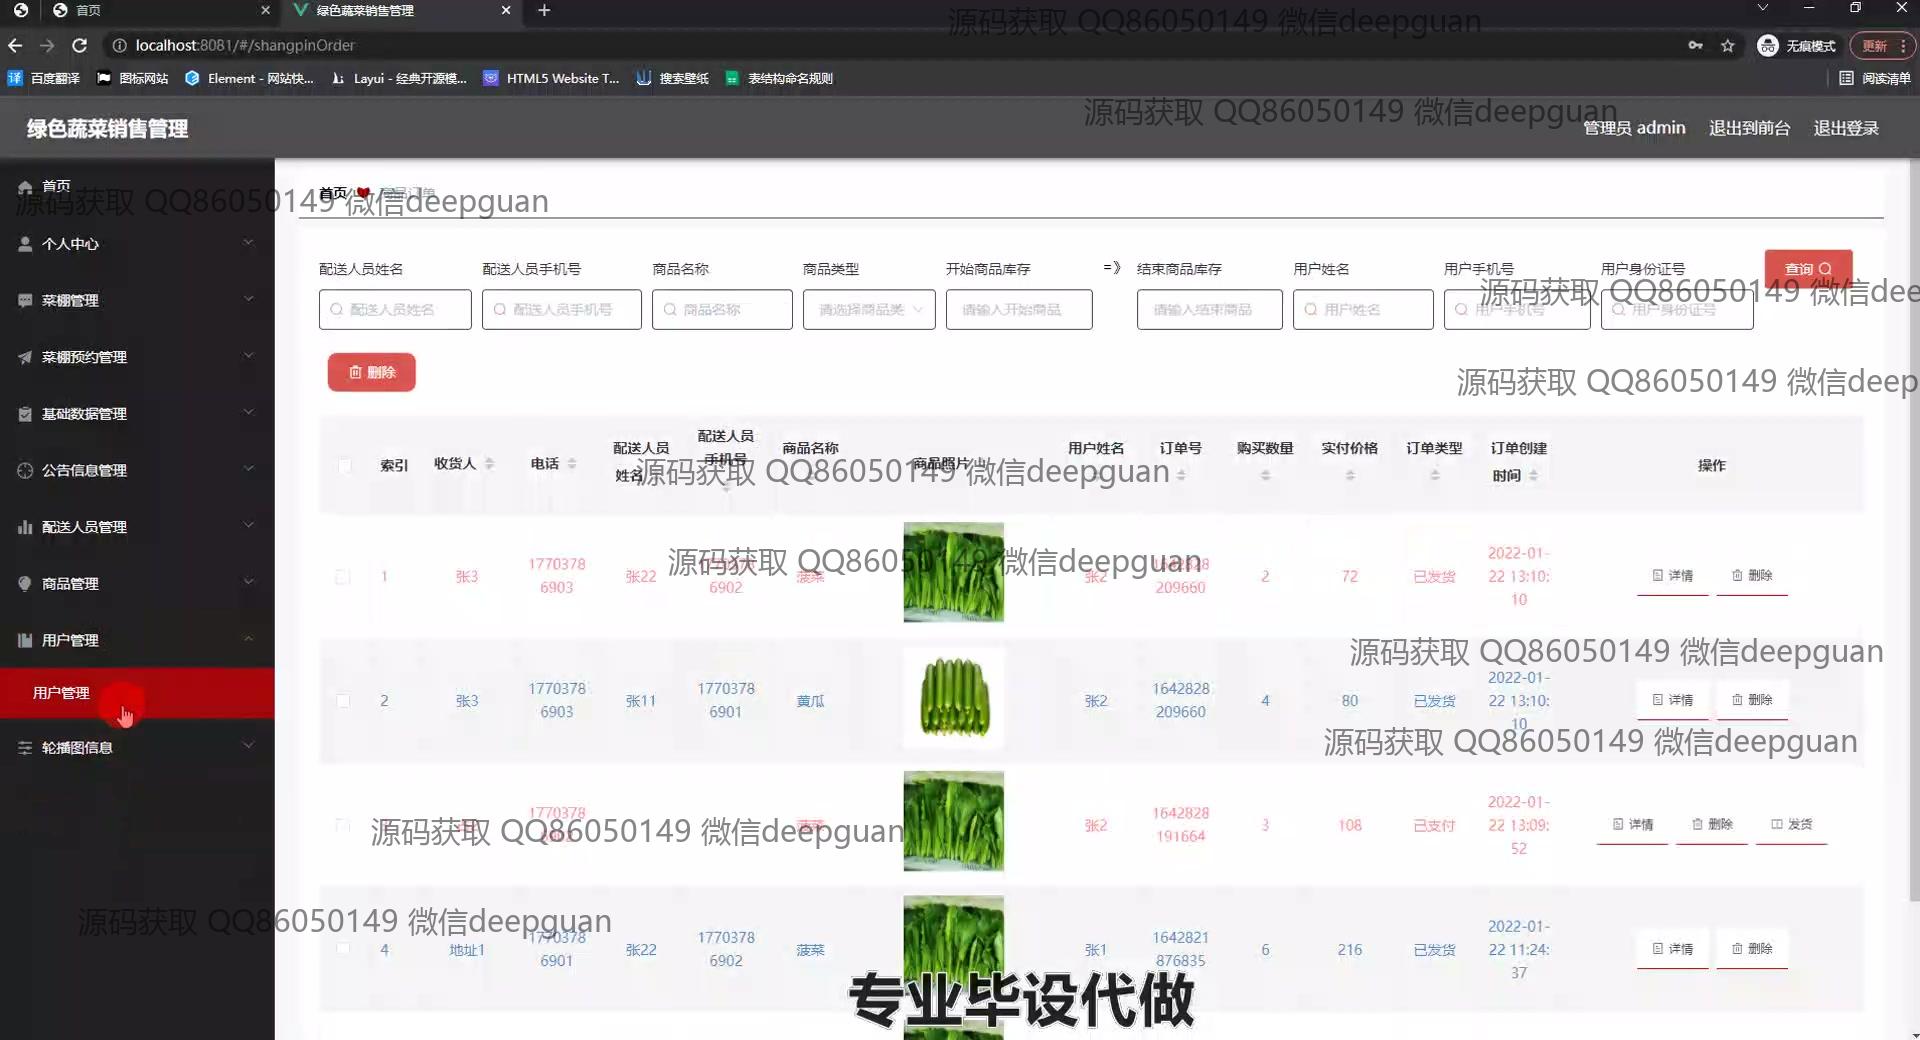 首页
绿色蔬菜销售管理
localhost:8081/#/shangpinOrder
无痕模式
更新
百度翻译
图标网站
Element - 网站快...
Layui - 经典开源模...
HTML5 Website T...
搜索壁纸
表结构命名规则
阅读清单
源码获取 QQ86050149 微信deepguan
源码获取 QQ86050149 微信deepguan
绿色蔬菜销售管理
管理员 admin
退出到前台
退出登录
首页
个人中心
菜棚管理
菜棚预约管理
基础数据管理
公告信息管理
配送人员管理
商品管理
用户管理
用户管理
轮播图信息
首页
商品订单
源码获取 QQ86050149 微信deepguan
配送人员姓名
配送人员手机号
商品名称
商品类型
开始商品库存
=》
结束商品库存
用户姓名
用户手机号
用户身份证号
查询
配送人员姓名
配送人员手机号
商品名称
请选择商品类
请输入开始商品
请输入结束商品
用户姓名
用户手机号
用户身份证号
源码获取 QQ86050149 微信dee
删除
源码获取 QQ86050149 微信deep
索引
收货人
电话
配送人员
姓名
配送人员
手机号
商品名称
商品照片
用户姓名
订单号
购买数量
实付价格
订单类型
订单创建
时间
操作
源码获取 QQ86050149 微信deepguan
1
张3
1770378
6903
张22
6902
菠菜
张2
1642828
209660
2
72
已发货
2022-01-
22 13:10:
10
详情
删除
源码获取 QQ86050149 微信deepguan
2
张3
1770378
6903
张11
1770378
6901
黄瓜
张2
1642828
209660
4
80
已发货
2022-01-
22 13:10:
10
详情
删除
源码获取 QQ86050149 微信deepguan
源码获取 QQ86050149 微信deepguan
1770378
张2
1642828
191664
3
108
已支付
2022-01-
22 13:09:
52
详情
删除
发货
源码获取 QQ86050149 微信deepguan
4
地址1
1770378
6901
张22
1770378
6902
菠菜
张1
1642821
876835
6
216
已发货
2022-01-
22 11:24:
37
详情
删除
源码获取 QQ86050149 微信deepguan
专业毕设代做